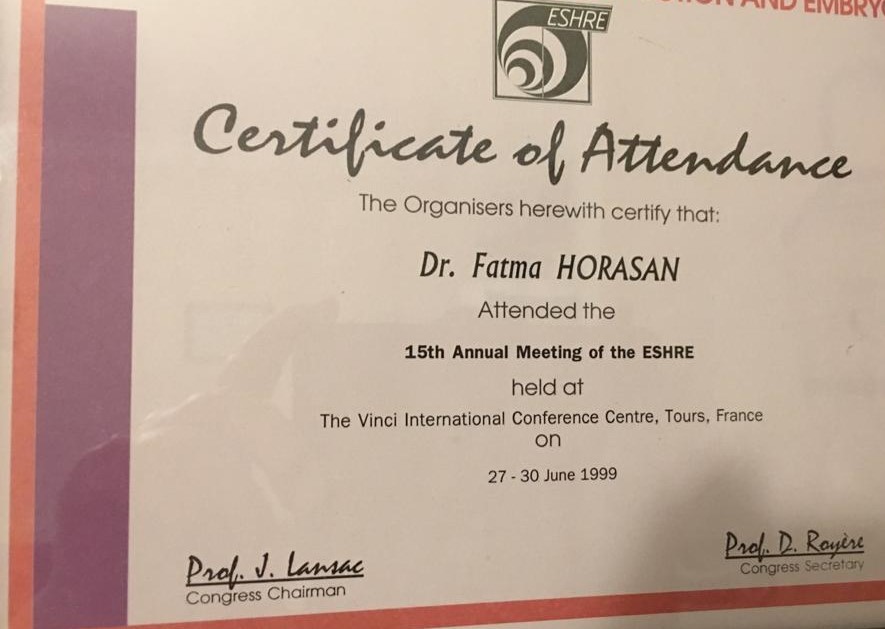 AND EMBRYO
ESHRE
Certificate of Attendance
The Organisers herewith certify that:
Dr. Fatma HORASAN
Attended the
15th Annual Meeting of the ESHRE
held at
The Vinci International Conference Centre, Tours, France
on
27 - 30 June 1999
Prof. D. Royère
Congress Secretary
Prof. J. Lansac
Congress Chairman